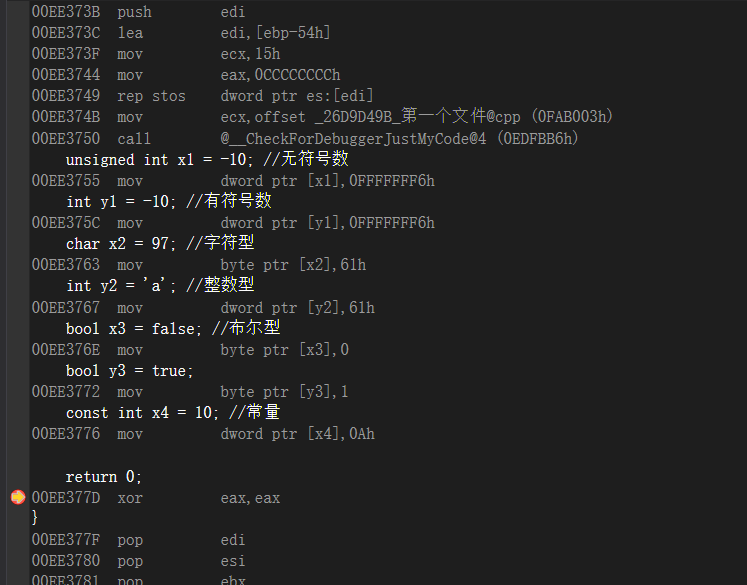 00EE373B  push        edi
00EE373C  lea         edi,[ebp-54h]
00EE373F  mov         ecx,15h
00EE3744  mov         eax,0CCCCCCCCh
00EE3749  rep stos    dword ptr es:[edi]
00EE374B  mov         ecx,offset _26D9D49B_第一个文件@cpp (0FAB003h)
00EE3750  call        @__CheckForDebuggerJustMyCode@4 (0EDFBB6h)
    unsigned int x1 = -10; //无符号数
00EE3755  mov         dword ptr [x1],0FFFFFFF6h
    int y1 = -10; //有符号数
00EE375C  mov         dword ptr [y1],0FFFFFFF6h
    char x2 = 97; //字符型
00EE3763  mov         byte ptr [x2],61h
    int y2 = 'a'; //整数型
00EE3767  mov         dword ptr [y2],61h
    bool x3 = false; //布尔型
00EE376E  mov         byte ptr [x3],0
    bool y3 = true;
00EE3772  mov         byte ptr [y3],1
    const int x4 = 10; //常量
00EE3776  mov         dword ptr [x4],0Ah
    return 0;
00EE377D  xor         eax,eax
}
00EE377F  pop         edi
00EE3780  pop         esi
00EE3781  pop         ebx